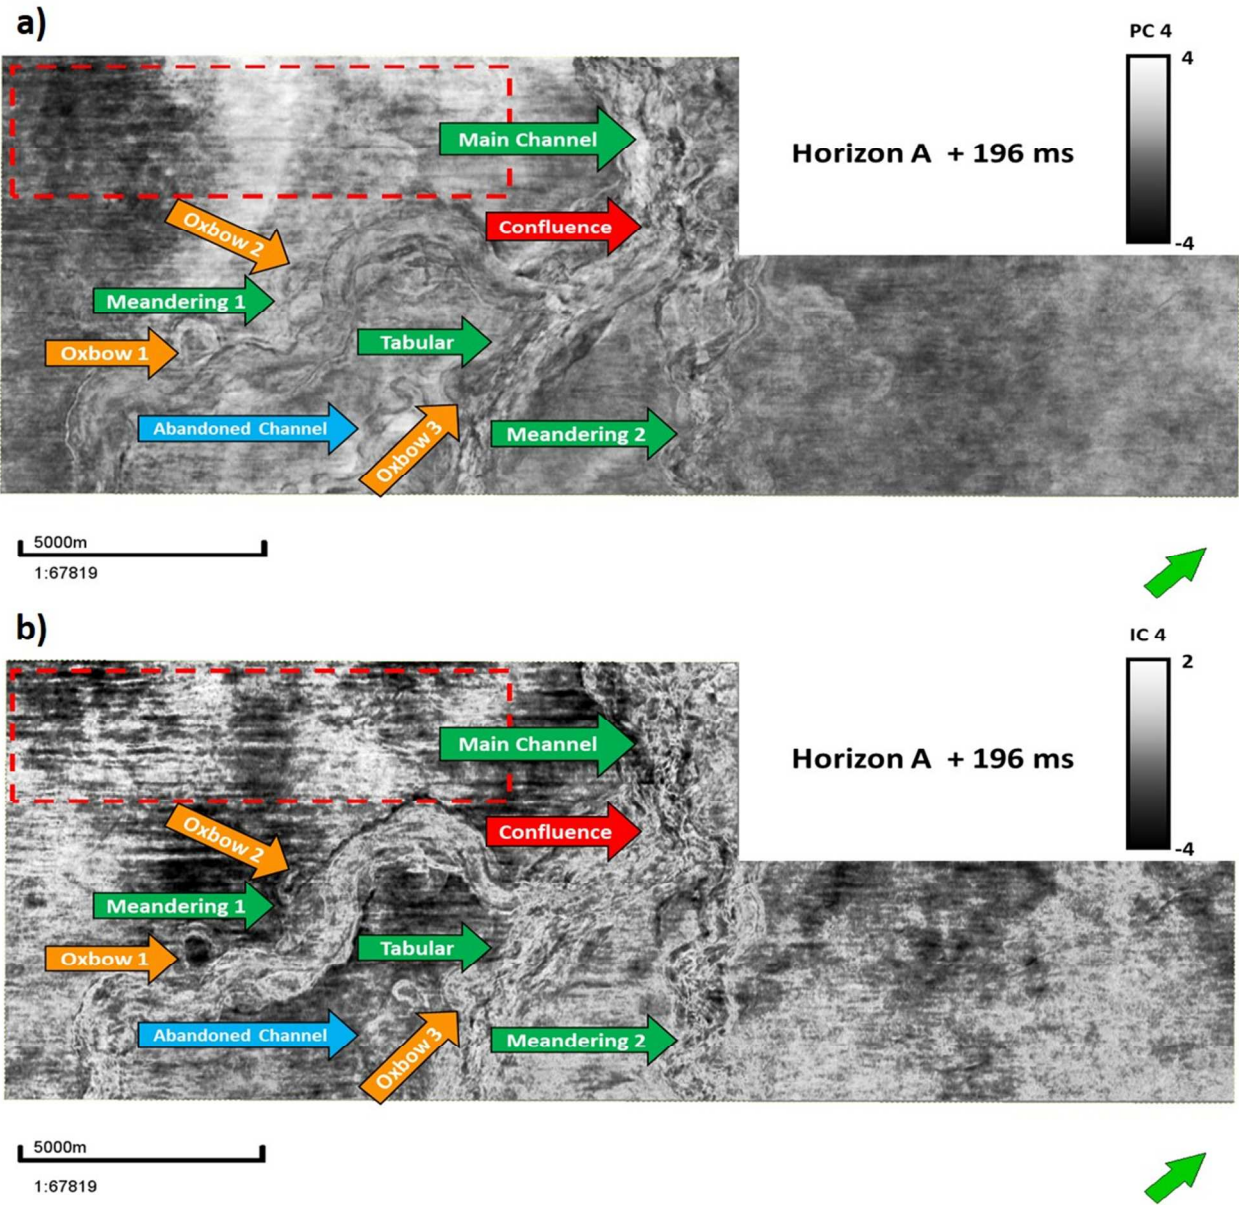 a)
PC 4
4
-4
Main Channel
Horizon A + 196 ms
Oxbow 2
Confluence
Meandering 1
Tabular
Oxbow 1
Abandoned Channel
Oxbow 3
Meandering 2
5000m
1:67819
b)
IC 4
2
-4
Main Channel
Horizon A + 196 ms
Oxbow 2
Confluence
Meandering 1
Tabular
Oxbow 1
Abandoned Channel
Oxbow 3
Meandering 2
5000m
1:67819